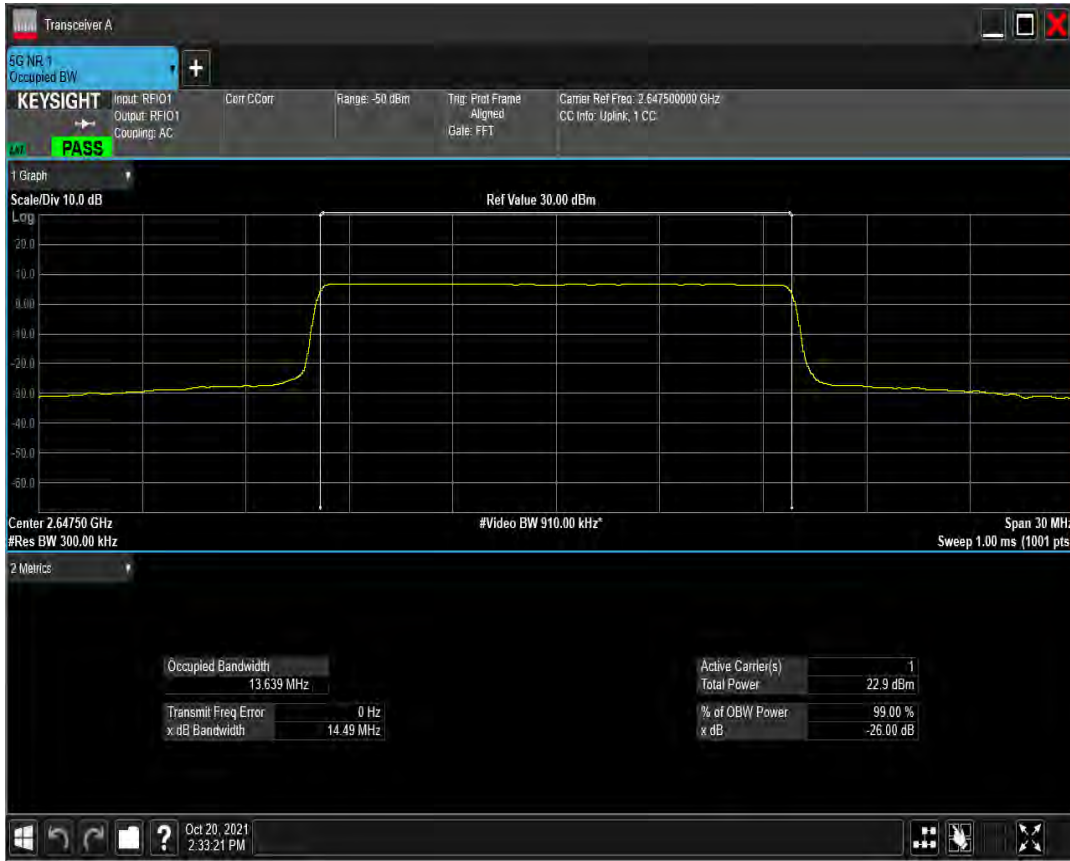 Transceiver A
5G NR 1
Occupied BW
+
KEYSIGHT
PASS
Input: RFIO1
Output: RFIO1
Coupling: AC
Corr CCorr
Range: -50 dBm
Trig: Prot Frame
Aligned
Gate: FFT
Carrier Ref Freq: 2.647500000 GHz
CC Info: Uplink, 1 CC
1 Graph
Scale/Div 10.0 dB
Ref Value 30.00 dBm
Log
20.0
10.0
0.00
-10.0
-20.0
-30.0
-40.0
-50.0
-60.0
Center 2.64750 GHz
#Video BW 910.00 kHz*
Span 30 MHz
#Res BW 300.00 kHz
Sweep 1.00 ms (1001 pts
2 Metrics
Occupied Bandwidth
13.639 MHz
Transmit Freq Error 0 Hz
x dB Bandwidth 14.49 MHz
Active Carrier(s) 1
Total Power 22.9 dBm
% of OBW Power 99.00 %
x dB -26.00 dB
?
Oct 20, 2021
2:33:21 PM